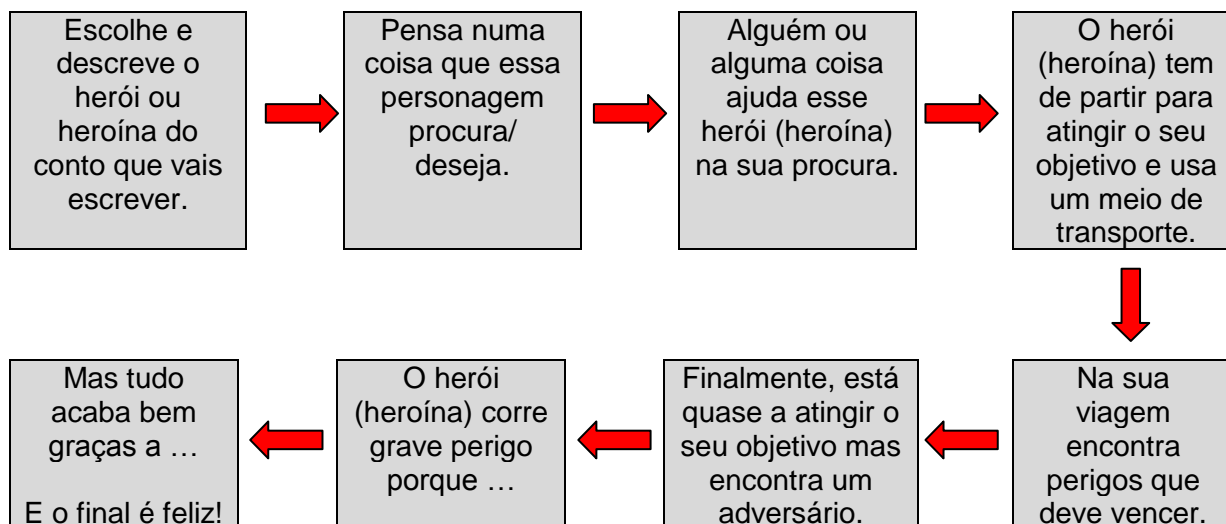 Escolhe e
descreve o
herói ou
heroína do
conto que vais
escrever.
Pensa numa
coisa que essa
personagem
procura/
deseja.
Alguém ou
alguma coisa
ajuda esse
herói (heroína)
na sua procura.
O herói
(heroína) tem
de partir para
atingir o seu
objetivo e usa
um meio de
transporte.
Na sua
viagem
encontra
perigos que
deve vencer.
Finalmente, está
quase a atingir o
seu objetivo mas
encontra um
adversário.
O herói
(heroína) corre
grave perigo
porque …
Mas tudo
acaba bem
graças a …
E o final é feliz!